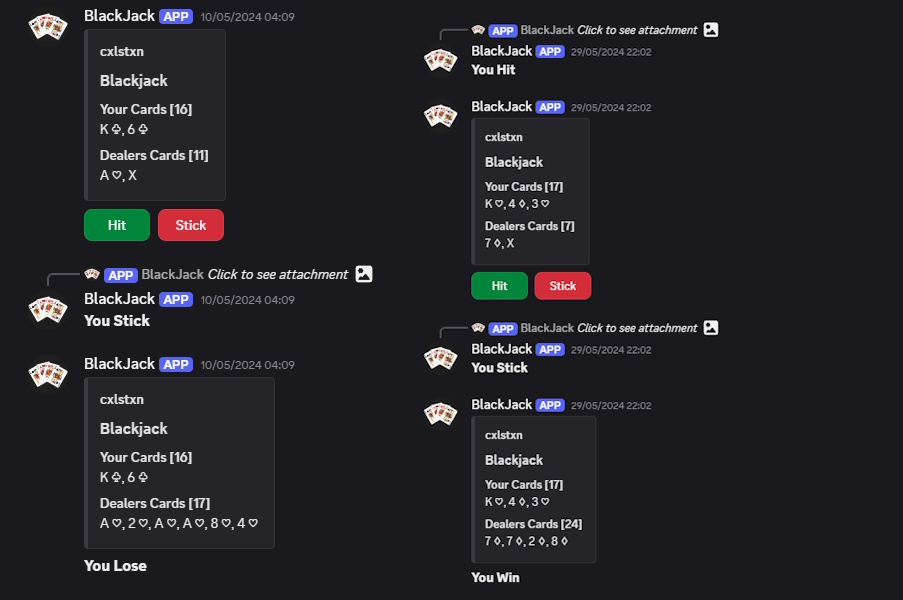 BlackJack APP 10/05/2024 04:09
cxlstxn
Blackjack
Your Cards [16]
K ♧, 6 ♧
Dealers Cards [11]
A ♡, X
Hit Stick
APP BlackJack Click to see attachment
BlackJack APP 10/05/2024 04:09
You Stick
BlackJack APP 10/05/2024 04:09
cxlstxn
Blackjack
Your Cards [16]
K ♧, 6 ♧
Dealers Cards [17]
A ♡, 2 ♡, A ♡, A ♡, 8 ♡, 4 ♡
You Lose
APP BlackJack Click to see attachment
BlackJack APP 29/05/2024 22:02
You Hit
BlackJack APP 29/05/2024 22:02
cxlstxn
Blackjack
Your Cards [17]
K ♡, 4 ♢, 3 ♡
Dealers Cards [7]
7 ♢, X
Hit Stick
APP BlackJack Click to see attachment
BlackJack APP 29/05/2024 22:02
You Stick
BlackJack APP 29/05/2024 22:02
cxlstxn
Blackjack
Your Cards [17]
K ♡, 4 ♢, 3 ♡
Dealers Cards [24]
7 ♢, 7 ♢, 2 ♢, 8 ♢
You Win